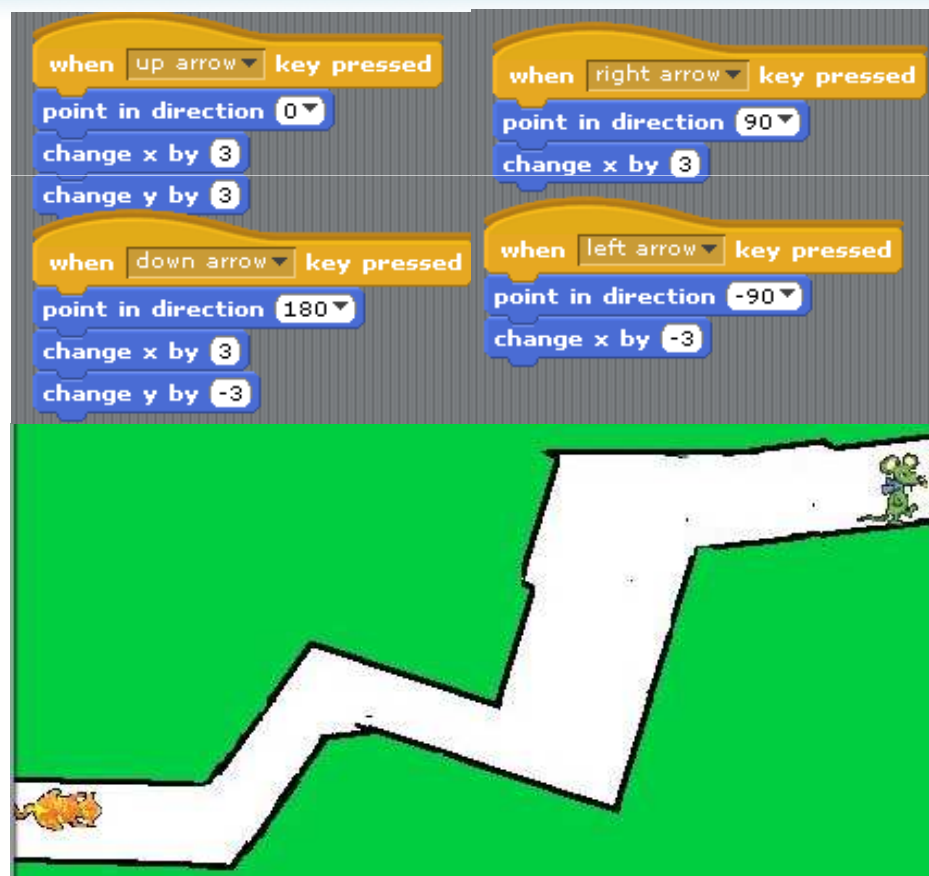 when up arrow key pressed
point in direction 0
change x by 3
change y by 3
when right arrow key pressed
point in direction 90
change x by 3
when down arrow key pressed
point in direction 180
change x by 3
change y by -3
when left arrow key pressed
point in direction -90
change x by -3